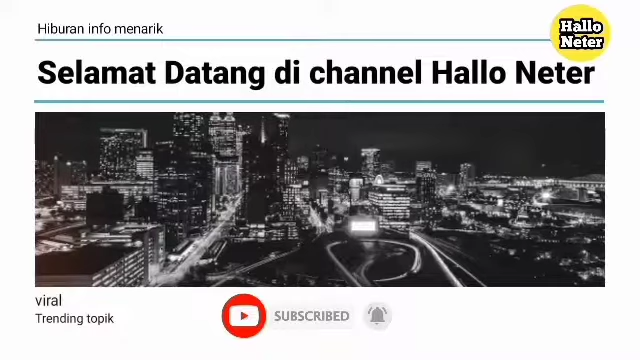 Hiburan info menarik
Hallo
Neter
Selamat Datang di channel Hallo Neter
viral
Trending topik
SUBSCRIBED